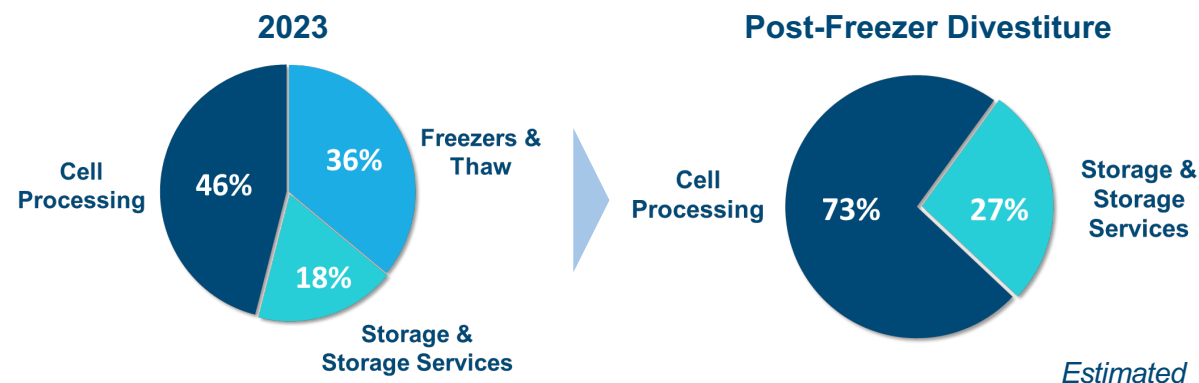 2023
Post-Freezer Divestiture
Freezers &
Thaw
36%
Cell
Processing
46%
18%
Storage &
Storage Services
Cell
Processing
73%
27%
Storage &
Storage
Services
Estimated